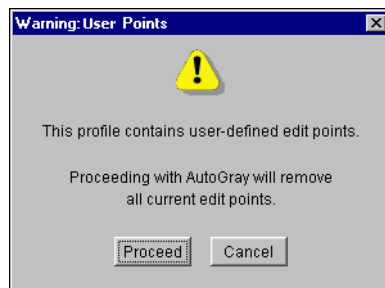 Warning: User Points
This profile contains user-defined edit points.
Proceeding with AutoGray will remove
all current edit points.
Proceed Cancel